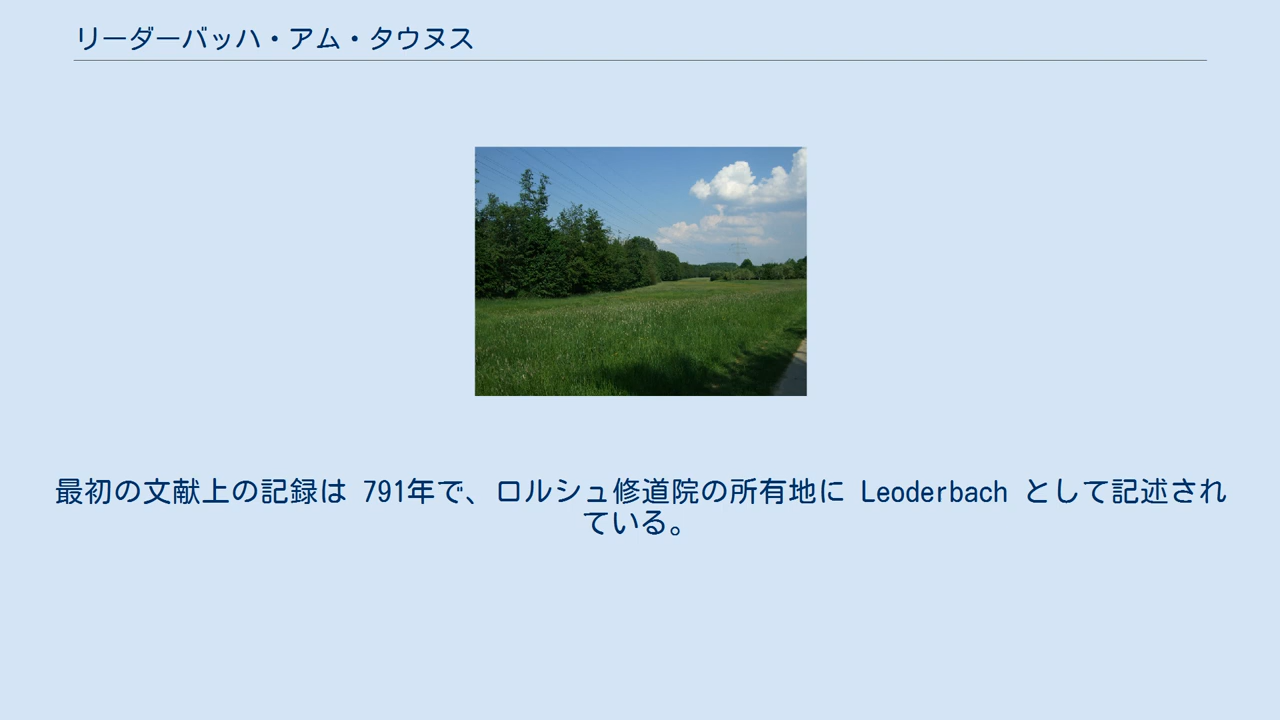 リーダーバッハ・アム・タウヌス
最初の文献上の記録は 791年で、ロルシュ修道院の所有地に Leoderbach として記述され
ている。